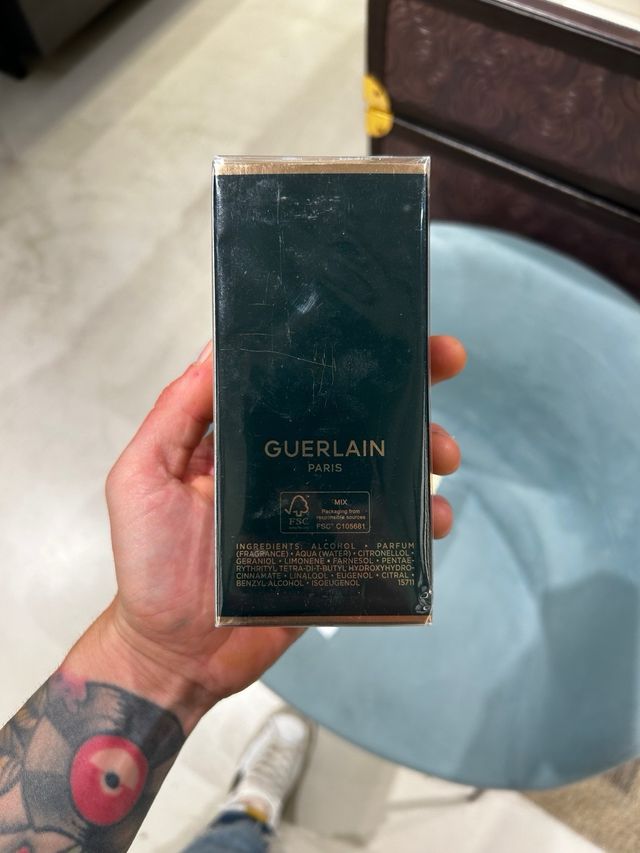 GUERLAIN
PARIS
FSC
MIX
Packaging from
responsible sources
FSC® C105681
INGREDIENTS: ALCOHOL • PARFUM
(FRAGRANCE) • AQUA (WATER) • CITRONELLOL •
GERANIOL • LIMONENE • FARNESOL • PENTAE-
RYTHRITYL TETRA-DI-T-BUTYL HYDROXYHYDRO-
CINNAMATE • LINALOOL • EUGENOL • CITRAL •
BENZYL ALCOHOL • ISOEUGENOL 15711